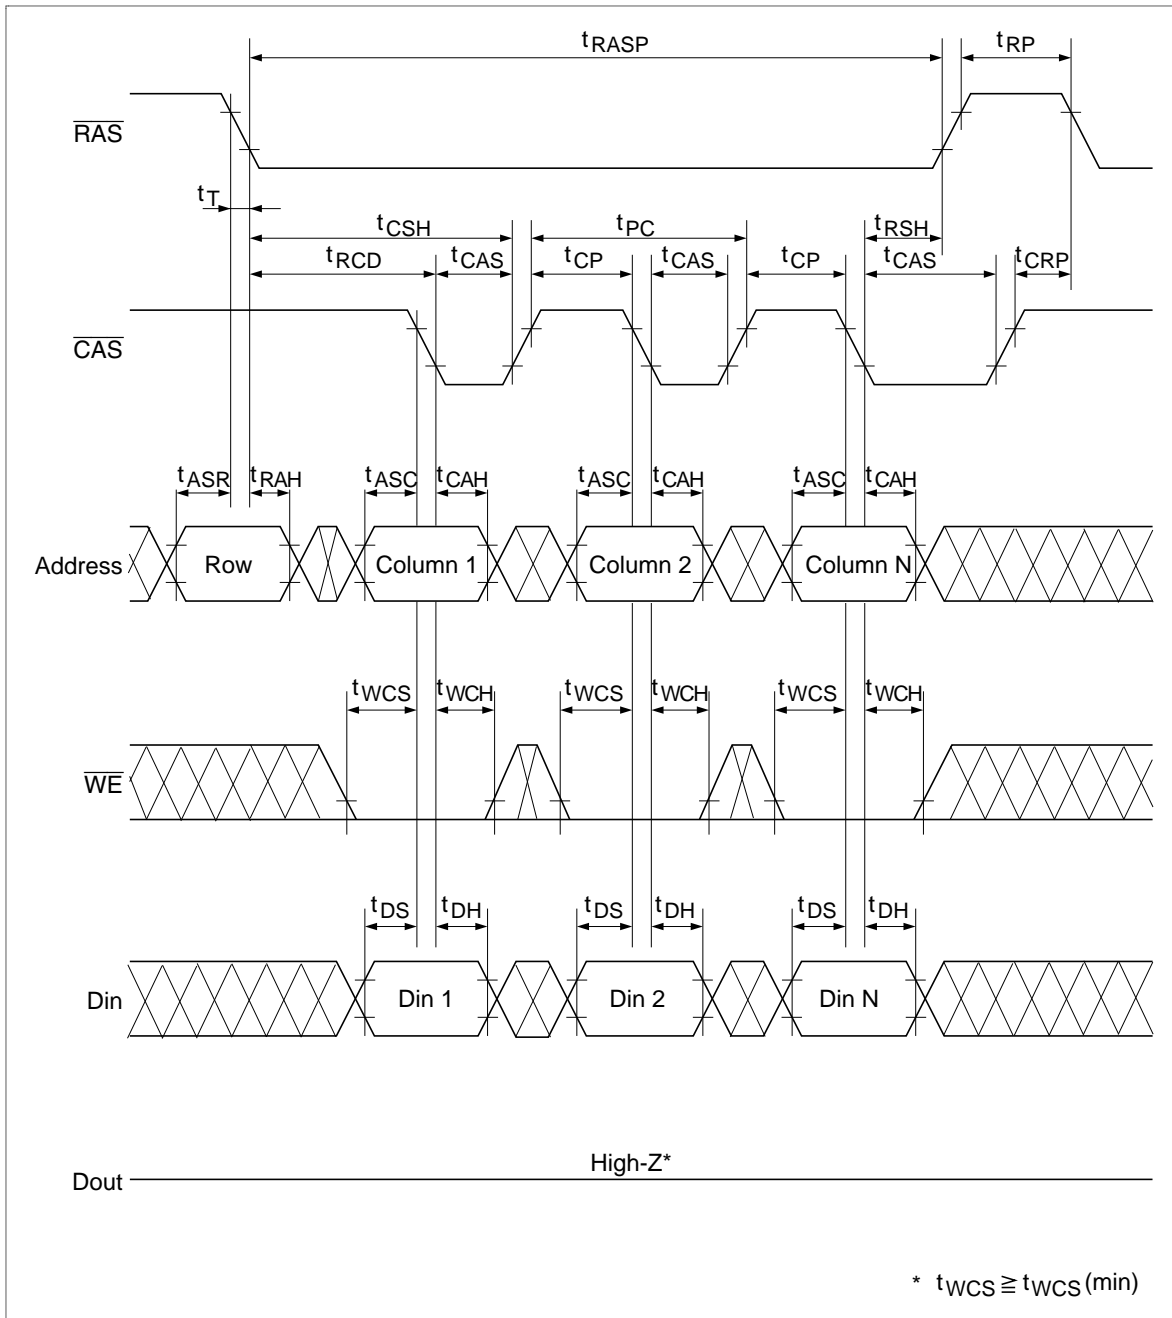 tRASP tRP
RAS
tT
tCSH tPC tRSH
tRCD tCAS tCP tCAS tCP tCAS tCRP
CAS
tASR tRAH tASC tCAH tASC tCAH tASC tCAH
Address Row Column 1 Column 2 Column N
tWCS tWCH tWCS tWCH tWCS tWCH
WE
tDS tDH tDS tDH tDS tDH
Din Din 1 Din 2 Din N
High-Z*
Dout
* tWCS ≧ tWCS (min)